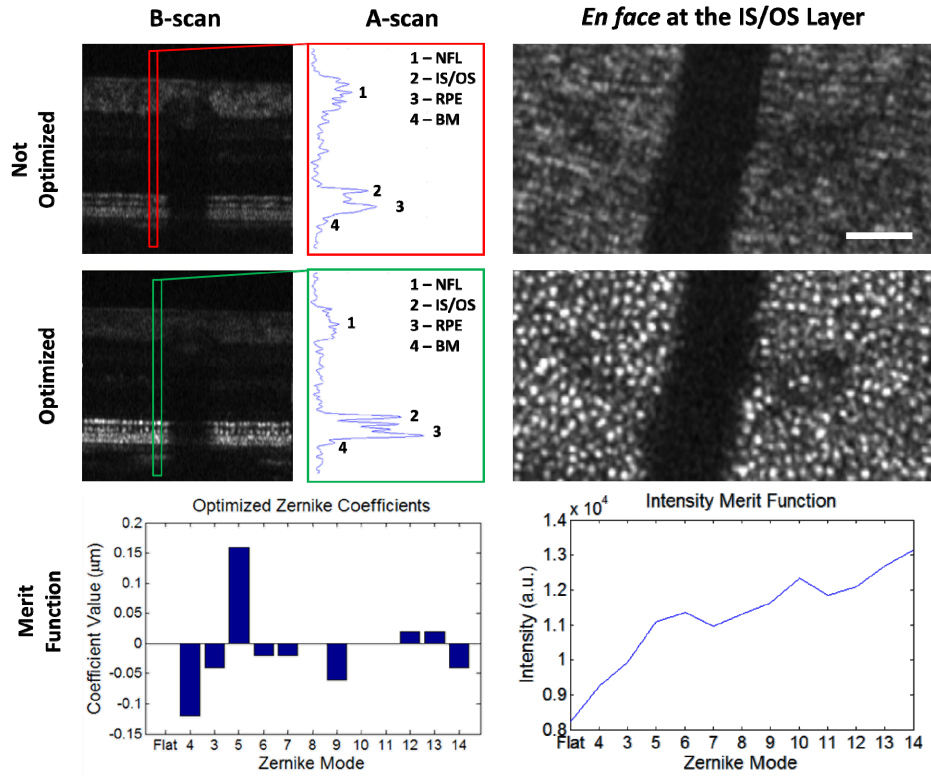 B-scan
A-scan
En face at the IS/OS Layer
Not
Optimized
1 – NFL
2 – IS/OS
3 – RPE
4 – BM
1
2
3
4
Optimized
1 – NFL
2 – IS/OS
3 – RPE
4 – BM
1
2
3
4
Merit
Function
Optimized Zernike Coefficients
Coefficient Value (μm)
0.2
0.15
0.1
0.05
0
-0.05
-0.1
-0.15
Flat 4 3 5 6 7 8 9 10 11 12 13 14
Zernike Mode
Intensity Merit Function
x 10⁴
Intensity (a.u.)
1.4
1.3
1.2
1.1
1
0.9
0.8
Flat 4 3 5 6 7 8 9 10 11 12 13 14
Zernike Mode